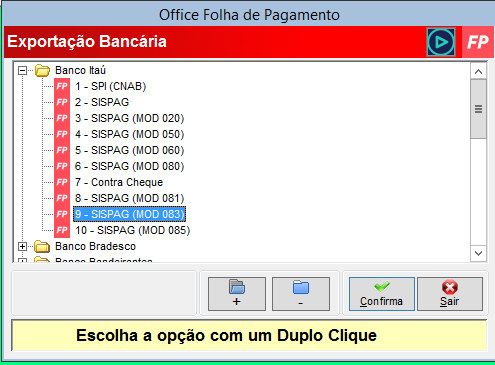 Office Folha de Pagamento
Exportação Bancária
FP
Banco Itaú
FP 1 - SPI (CNAB)
FP 2 - SISPAG
FP 3 - SISPAG (MOD 020)
FP 4 - SISPAG (MOD 050)
FP 5 - SISPAG (MOD 060)
FP 6 - SISPAG (MOD 080)
FP 7 - Contra Cheque
FP 8 - SISPAG (MOD 081)
FP 9 - SISPAG (MOD 083)
FP 10 - SISPAG (MOD 085)
Banco Bradesco
Banco Bandeirantes
+ - Confirma Sair
Escolha a opção com um Duplo Clique